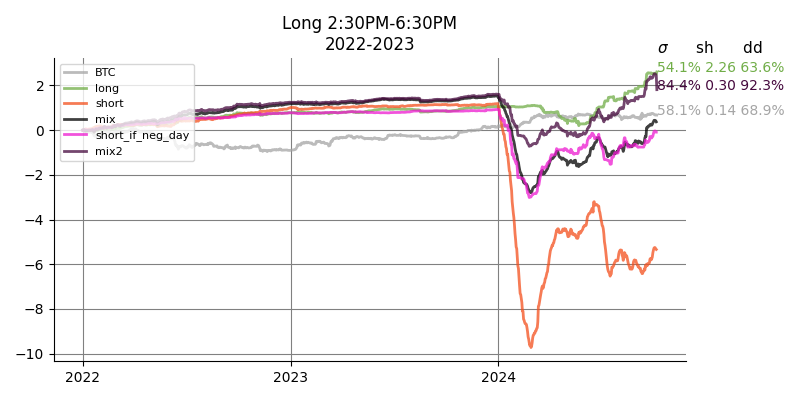 Long 2:30PM-6:30PM
2022-2023
σ sh dd
54.1% 2.26 63.6%
84.4% 0.30 92.3%
58.1% 0.14 68.9%
BTC
long
short
mix
short_if_neg_day
mix2
2
0
−2
−4
−6
−8
−10
2022 2023 2024